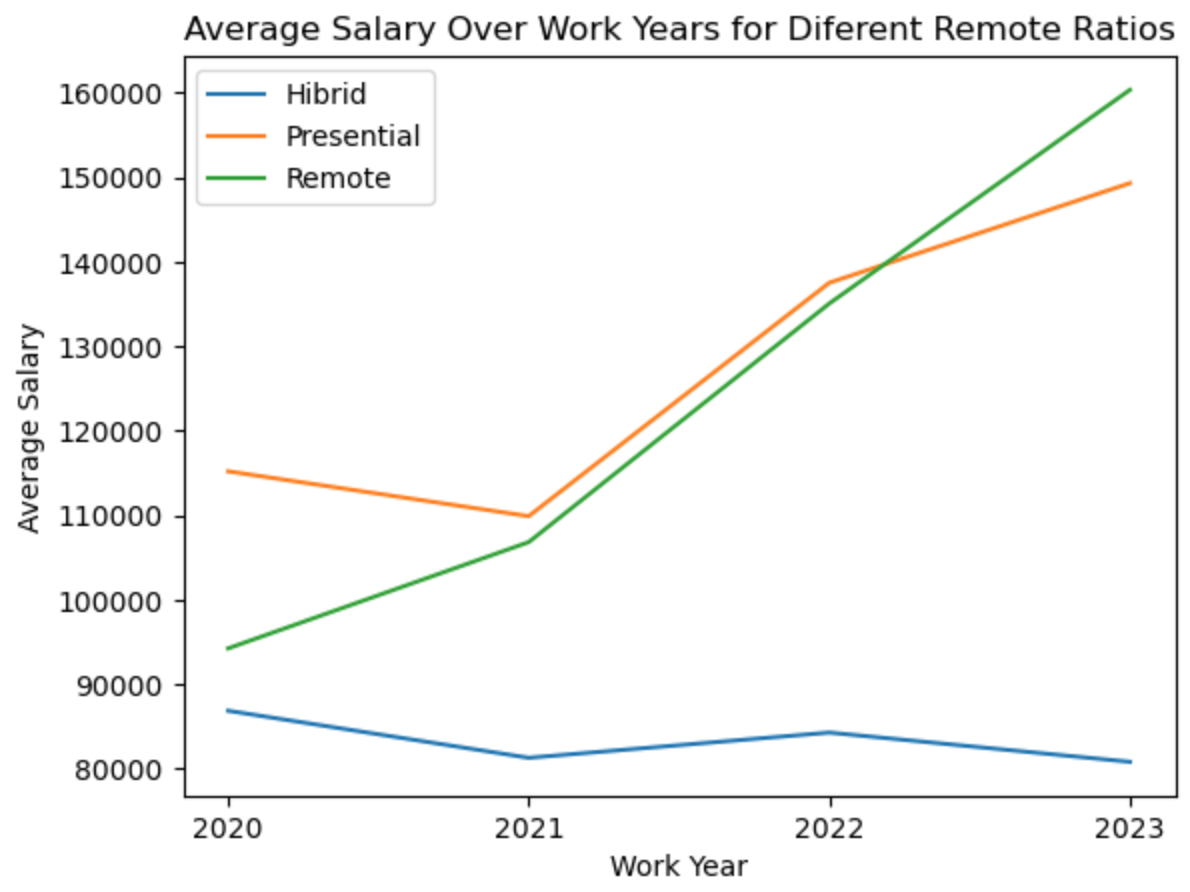 Average Salary Over Work Years for Diferent Remote Ratios
Hibrid
Presential
Remote
160000
150000
140000
130000
120000
110000
100000
90000
80000
Average Salary
2020 2021 2022 2023
Work Year